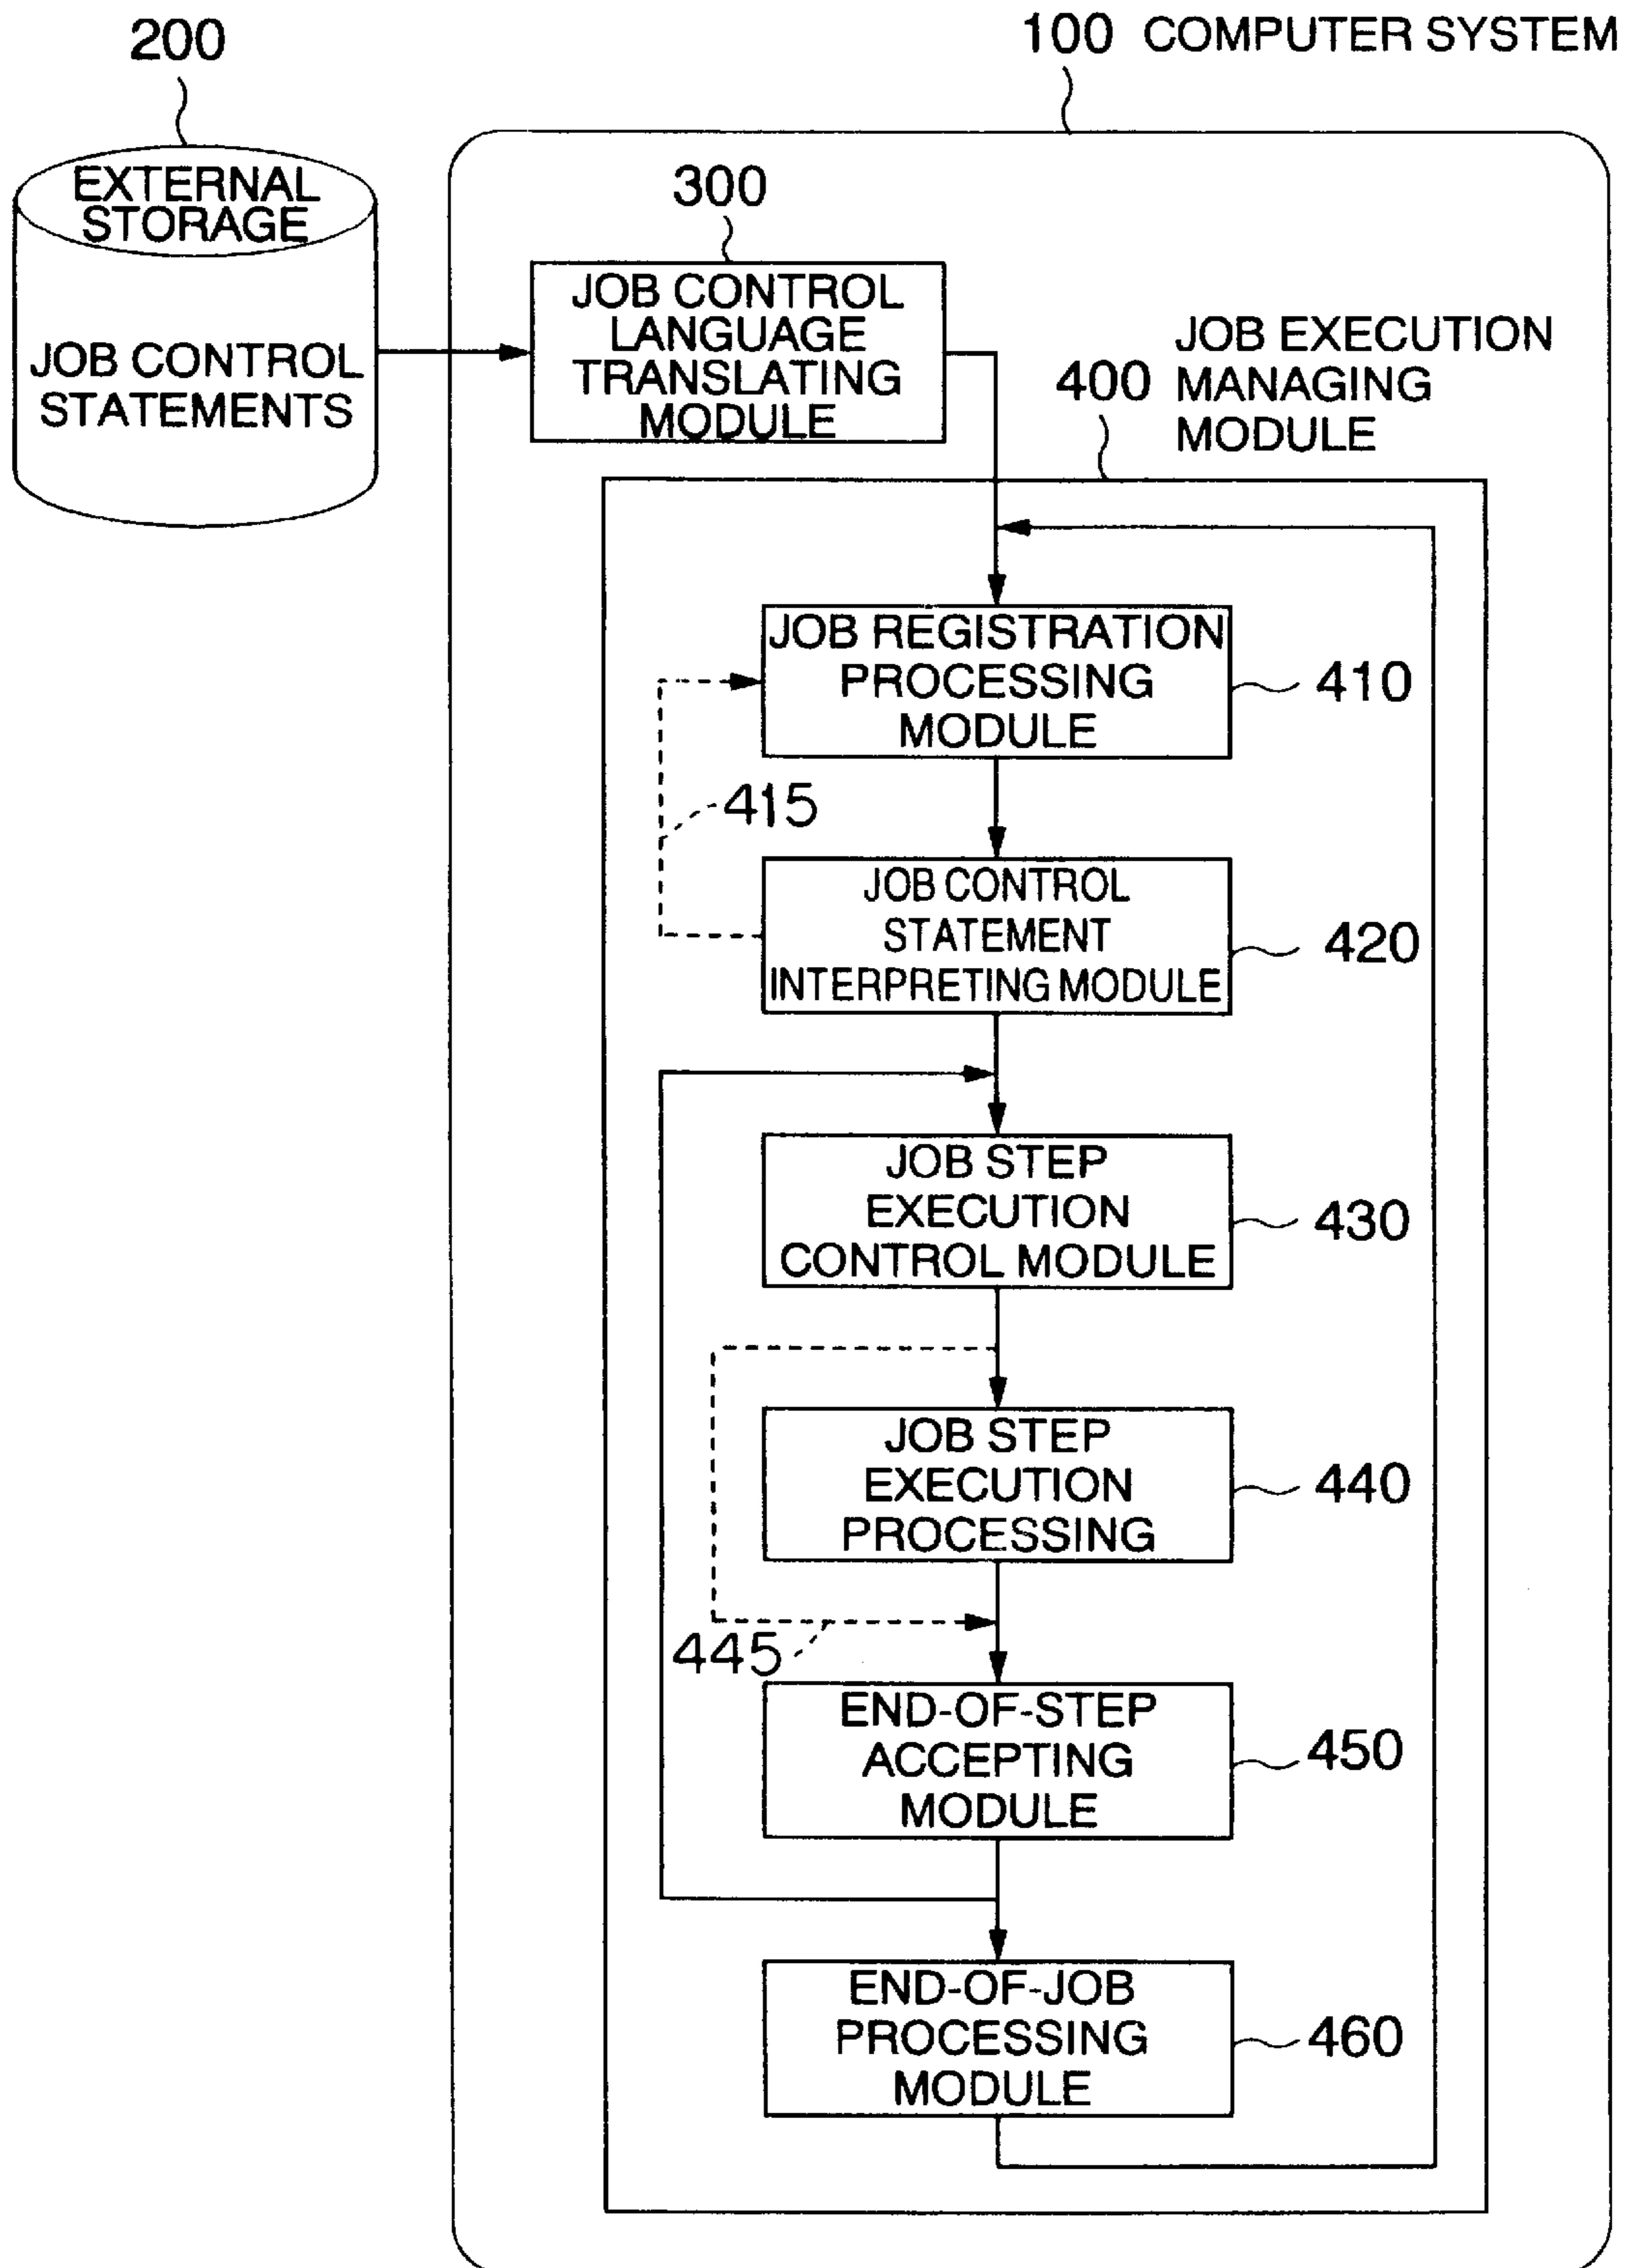 200
100 COMPUTER SYSTEM
EXTERNAL
STORAGE
JOB CONTROL
STATEMENTS
300
JOB CONTROL
LANGUAGE
TRANSLATING
MODULE
400
JOB EXECUTION
MANAGING
MODULE
JOB REGISTRATION
PROCESSING
MODULE
410
415
JOB CONTROL
STATEMENT
INTERPRETING MODULE
420
JOB STEP
EXECUTION
CONTROL MODULE
430
JOB STEP
EXECUTION
PROCESSING
440
445
END-OF-STEP
ACCEPTING
MODULE
450
END-OF-JOB
PROCESSING
MODULE
460